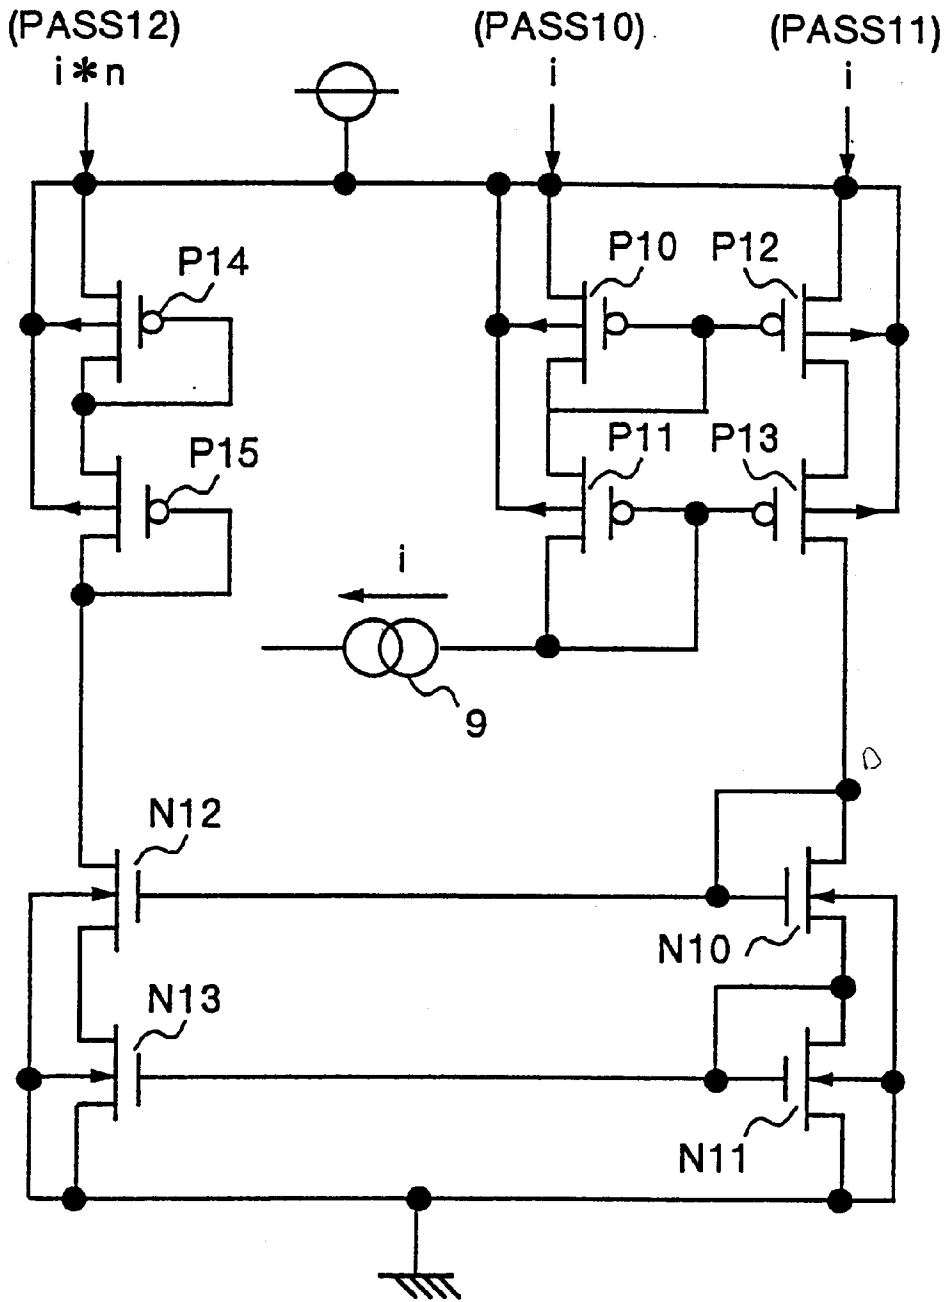 (PASS12)
i*n
(PASS10)
i
(PASS11)
i
P14
P10
P12
P15
P11
P13
i
9
N12
N10
N13
N11